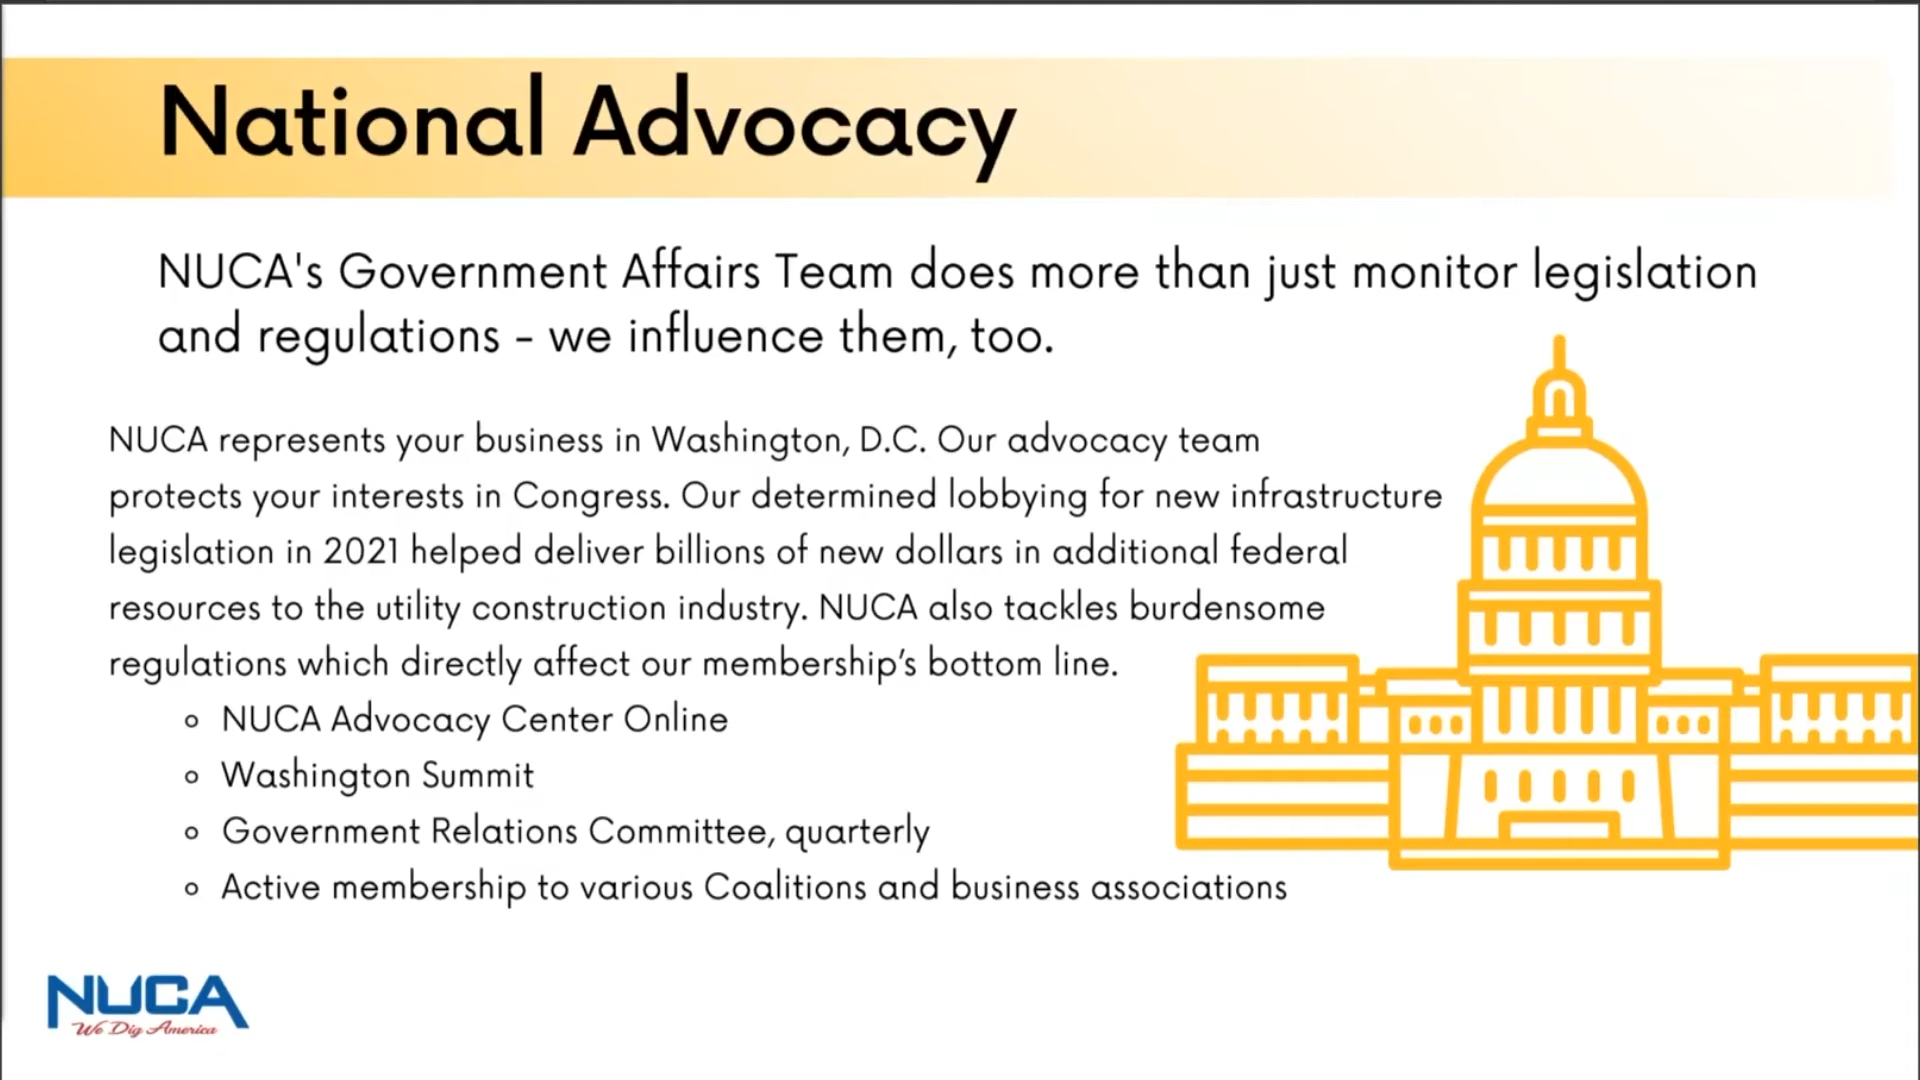 National Advocacy
NUCA's Government Affairs Team does more than just monitor legislation
and regulations - we influence them, too.
NUCA represents your business in Washington, D.C. Our advocacy team
protects your interests in Congress. Our determined lobbying for new infrastructure
legislation in 2021 helped deliver billions of new dollars in additional federal
resources to the utility construction industry. NUCA also tackles burdensome
regulations which directly affect our membership’s bottom line.
NUCA Advocacy Center Online
Washington Summit
Government Relations Committee, quarterly
Active membership to various Coalitions and business associations
NUCA
We Dig America